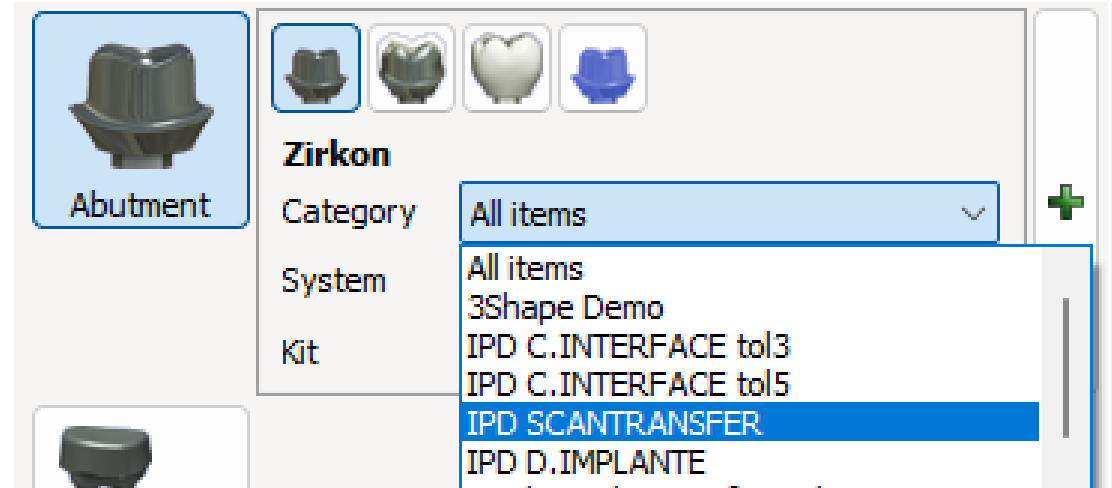 Abutment
Zirkon
Category
All items
System
Kit
All items
3Shape Demo
IPD C.INTERFACE tol3
IPD C.INTERFACE tol5
IPD SCANTRANSFER
IPD D.IMPLANTE